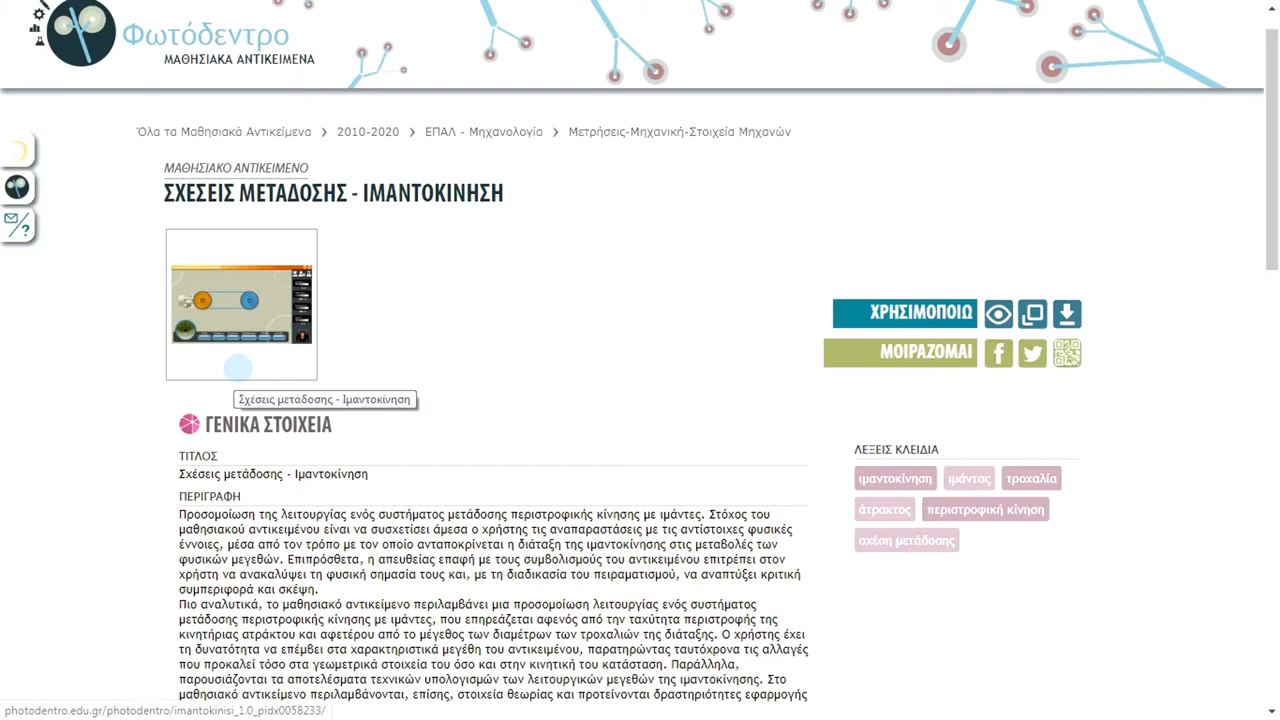 Φωτόδεντρο
ΜΑΘΗΣΙΑΚΑ ΑΝΤΙΚΕΙΜΕΝΑ
Όλα τα Μαθησιακά Αντικείμενα › 2010-2020 › ΕΠΑΛ - Μηχανολογία › Μετρήσεις-Μηχανική-Στοιχεία Μηχανών
ΜΑΘΗΣΙΑΚΟ ΑΝΤΙΚΕΙΜΕΝΟ
ΣΧΕΣΕΙΣ ΜΕΤΑΔΟΣΗΣ - ΙΜΑΝΤΟΚΙΝΗΣΗ
ΧΡΗΣΙΜΟΠΟΙΩ
ΜΟΙΡΑΖΟΜΑΙ
Σχέσεις μετάδοσης - Ιμαντοκίνηση
ΓΕΝΙΚΑ ΣΤΟΙΧΕΙΑ
ΤΙΤΛΟΣ
Σχέσεις μετάδοσης - Ιμαντοκίνηση
ΠΕΡΙΓΡΑΦΗ
Προσομοίωση της λειτουργίας ενός συστήματος μετάδοσης περιστροφικής κίνησης με ιμάντες. Στόχος του
μαθησιακού αντικειμένου είναι να συσχετίσει άμεσα ο χρήστης τις αναπαραστάσεις με τις αντίστοιχες φυσικές
έννοιες, μέσα από τον τρόπο με τον οποίο ανταποκρίνεται η διάταξη της ιμαντοκίνησης στις μεταβολές των
φυσικών μεγεθών. Επιπρόσθετα, η απευθείας επαφή με τους συμβολισμούς του αντικειμένου επιτρέπει στον
χρήστη να ανακαλύψει τη φυσική σημασία τους και, με τη διαδικασία του πειραματισμού, να αναπτύξει κριτική
συμπεριφορά και σκέψη.
Πιο αναλυτικά, το μαθησιακό αντικείμενο περιλαμβάνει μια προσομοίωση λειτουργίας ενός συστήματος
μετάδοσης περιστροφικής κίνησης με ιμάντες, που επηρεάζεται αφενός από την ταχύτητα περιστροφής της
κινητήριας ατράκτου και αφετέρου από το μέγεθος των διαμέτρων των τροχαλιών της διάταξης. Ο χρήστης έχει
τη δυνατότητα να επέμβει στα χαρακτηριστικά μεγέθη του αντικειμένου, παρατηρώντας ταυτόχρονα τις αλλαγές
που προκαλεί τόσο στα γεωμετρικά στοιχεία του όσο και στην κινητική του κατάσταση. Παράλληλα,
παρουσιάζονται τα αποτελέσματα τεχνικών υπολογισμών των λειτουργικών μεγεθών της ιμαντοκίνησης. Στο
μαθησιακό αντικείμενο περιλαμβάνονται, επίσης, στοιχεία θεωρίας και προτείνονται δραστηριότητες εφαρμογής
ΛΕΞΕΙΣ ΚΛΕΙΔΙΑ
ιμαντοκίνηση ιμάντας τροχαλία
άτρακτος περιστροφική κίνηση
σχέση μετάδοσης
photodentro.edu.gr/photodentro/imantokinisi_1.0_pidx0058233/